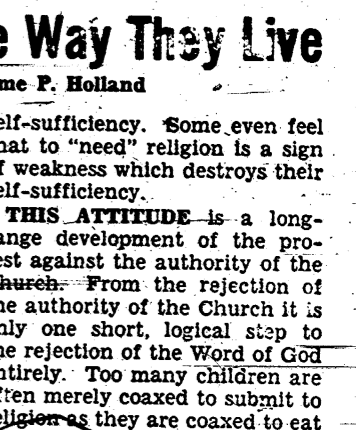 Way They Live
P. Holland
elf-sufficiency. Some even feel
hat to "need" religion is a sign
f weakness which destroys their
elf-sufficiency.
THIS ATTITUDE is a long-
ange development of the pro-
est against the authority of the
hurch. From the rejection of
he authority of the Church it is
nly one short, logical step to
he rejection of the Word of God
ntirely. Too many children are
ften merely coaxed to submit to
eligion as they are coaxed to eat